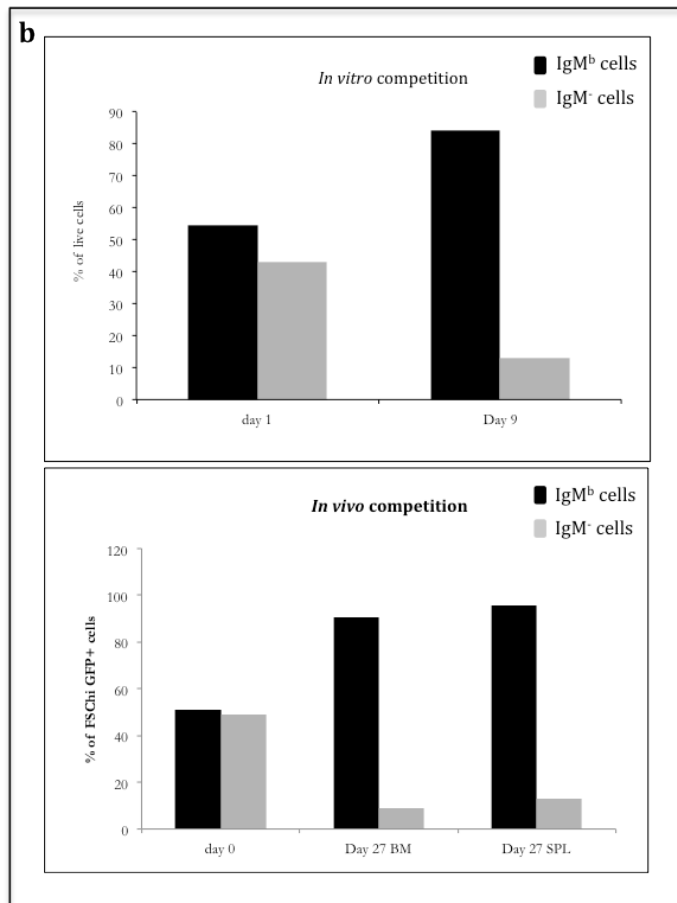 b
In vitro competition
IgMᵇ cells
IgM⁻ cells
90
80
70
60
50
40
30
20
10
0
% of live cells
day 1
Day 9
In vivo competition
IgMᵇ cells
IgM⁻ cells
120
100
80
60
40
20
0
% of FSChi GFP+ cells
day 0
Day 27 BM
Day 27 SPL